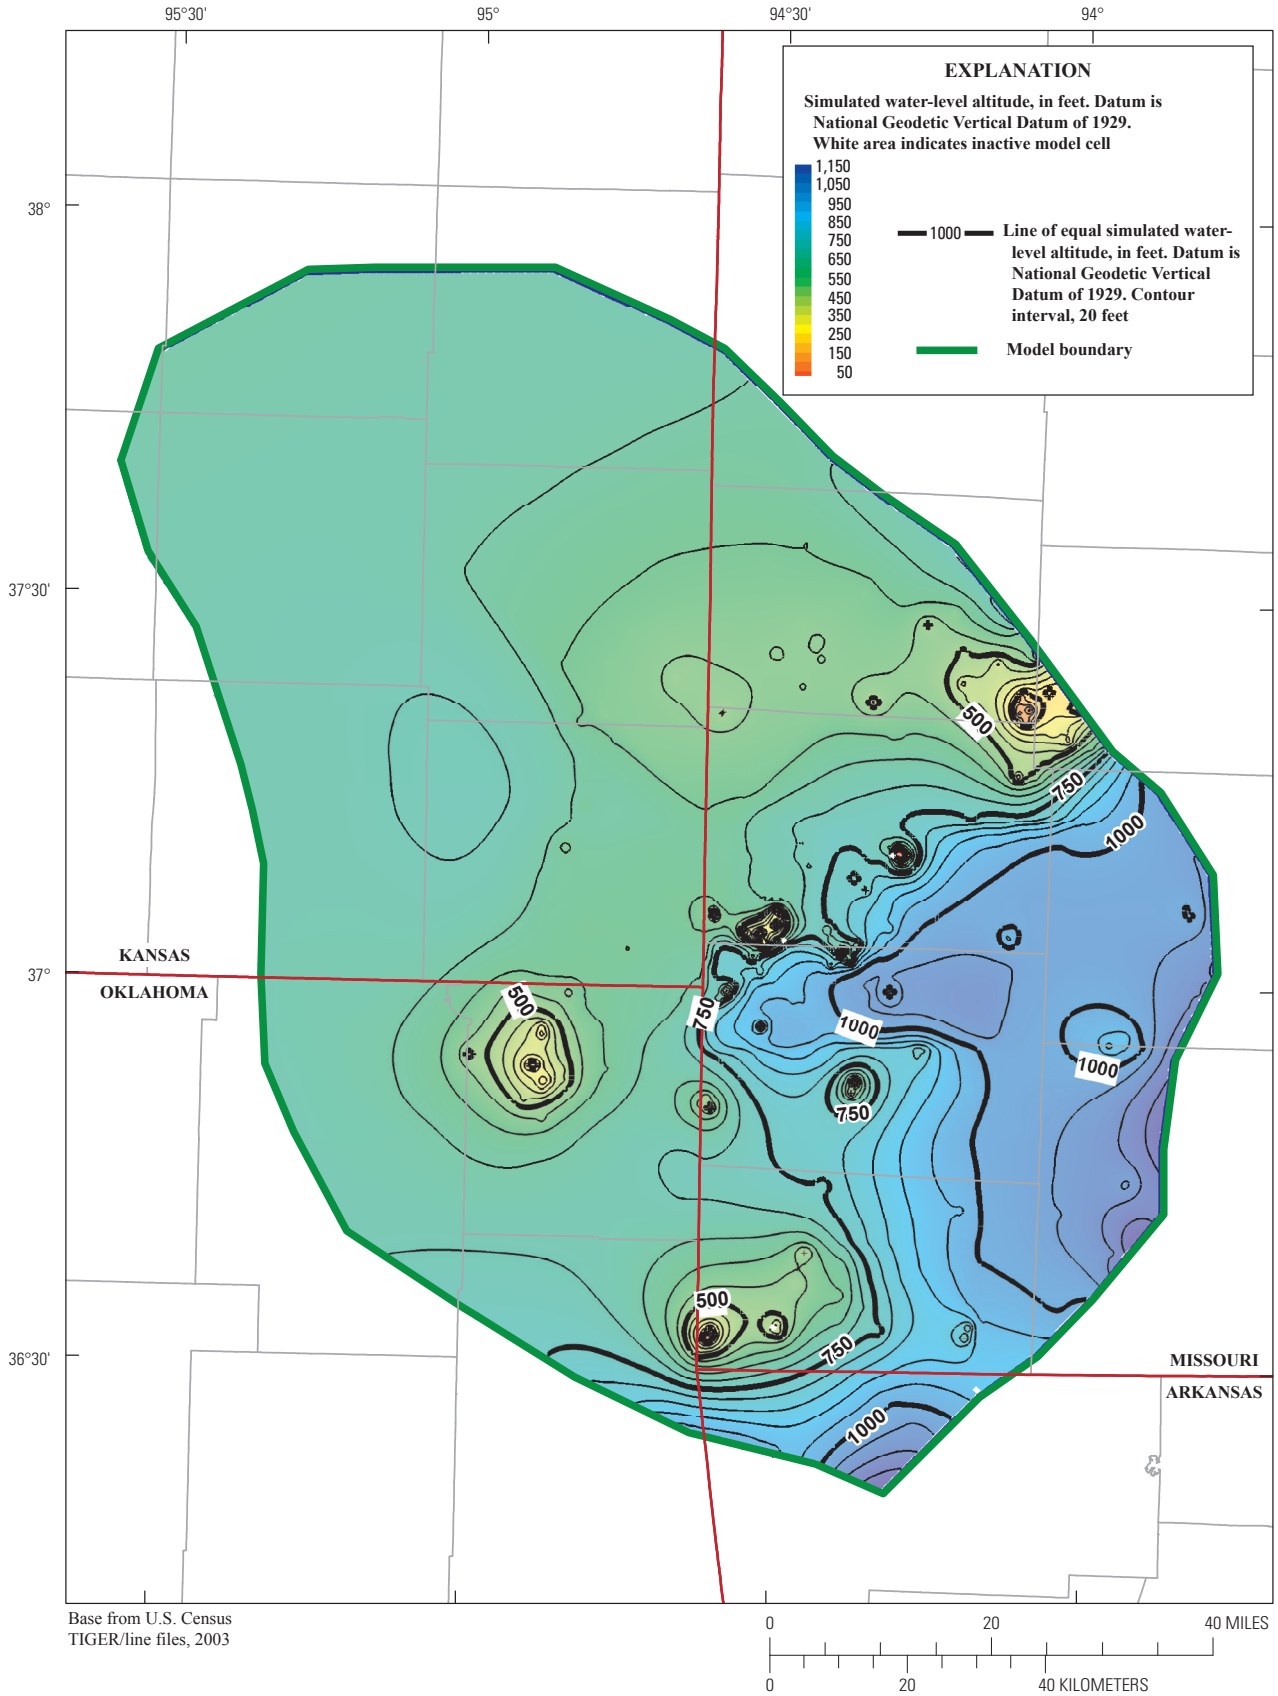 95°30'
95°
94°30'
94°
EXPLANATION
Simulated water-level altitude, in feet. Datum is
National Geodetic Vertical Datum of 1929.
White area indicates inactive model cell
1,150
1,050
950
850
750
650
550
450
350
250
150
50
1000
Line of equal simulated water-
level altitude, in feet. Datum is
National Geodetic Vertical
Datum of 1929. Contour
interval, 20 feet
Model boundary
38°
37°30'
37°
36°30'
500
750
1000
KANSAS
OKLAHOMA
500
750
1000
1000
750
500
750
1000
MISSOURI
ARKANSAS
Base from U.S. Census
TIGER/line files, 2003
0 20 40 MILES
0 20 40 KILOMETERS